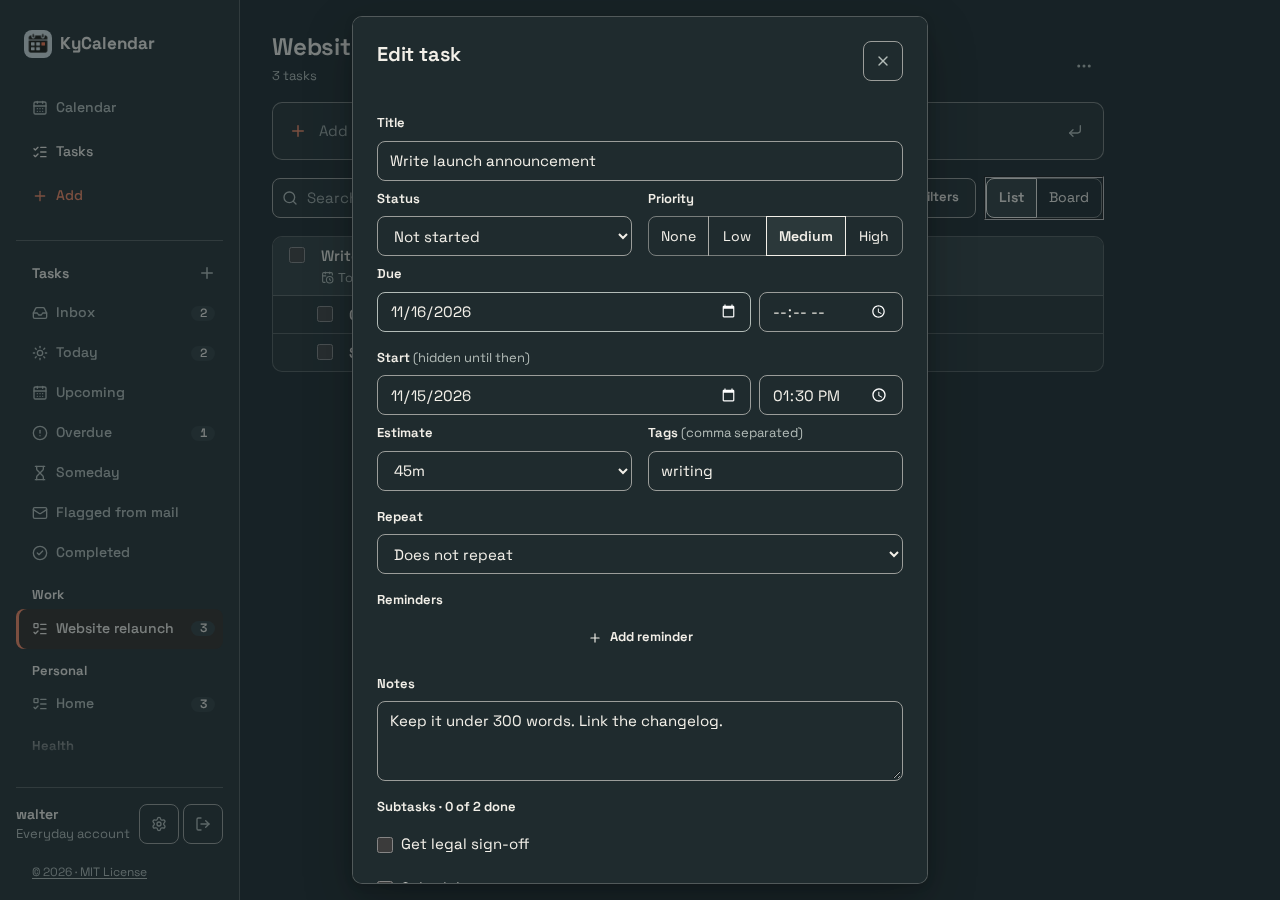 KyCalendar
Calendar
Tasks
Add
Tasks
Inbox 2
Today 2
Upcoming
Overdue 1
Someday
Flagged from mail
Completed
Work
Website relaunch 3
Personal
Home 3
Health
walter
Everyday account
© 2026 · MIT License
Websit
3 tasks
Add
Search
List Board
Edit task
Title
Write launch announcement
Status Priority
Not started None Low Medium High
Due
11/16/2026 --:-- --
Start (hidden until then)
11/15/2026 01:30 PM
Estimate Tags (comma separated)
45m writing
Repeat
Does not repeat
Reminders
Add reminder
Notes
Keep it under 300 words. Link the changelog.
Subtasks · 0 of 2 done
Get legal sign-off